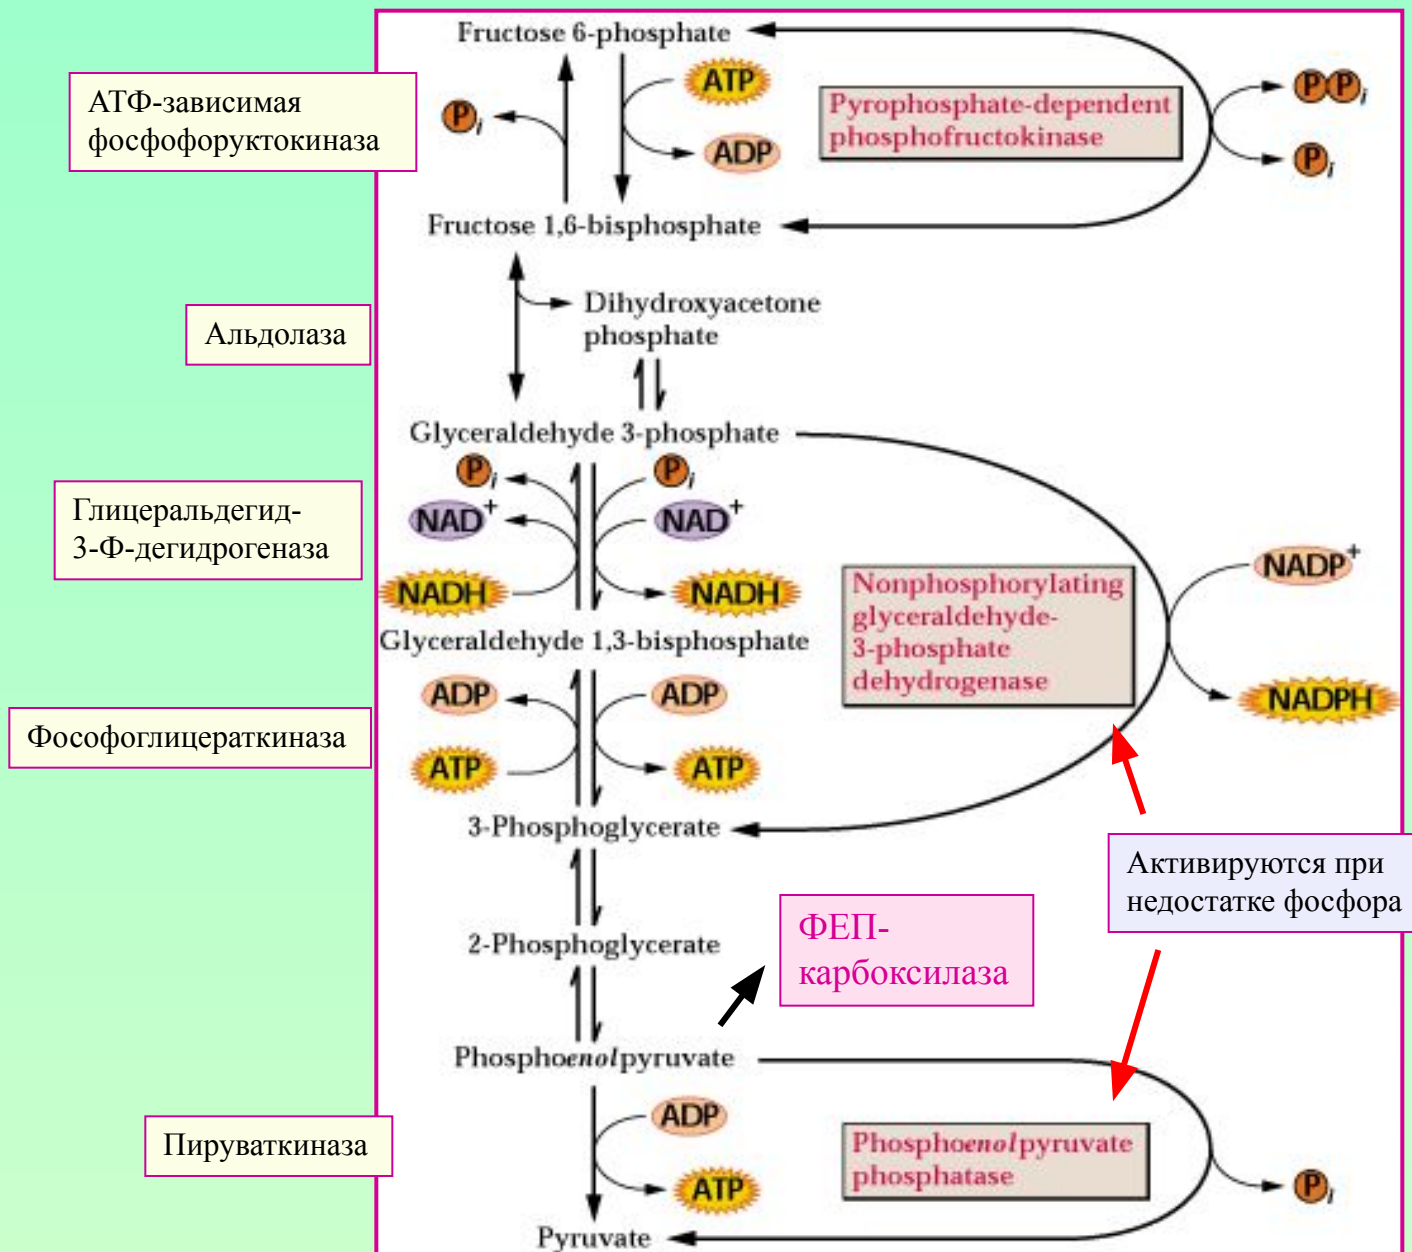 Fructose 6-phosphate
АТФ-зависимая
фосфоруктокиназа
P i
ATP
ADP
Pyrophosphate-dependent
phosphofructokinase
PP i
P i
Fructose 1,6-bisphosphate
Альдолаза
Dihydroxyacetone
phosphate
Glyceraldehyde 3-phosphate
P i
P i
NAD+
NAD+
NADH
NADH
Глицеральдегид-
3-Ф-дегидрогеназа
Nonphosphorylating
glyceraldehyde-
3-phosphate
dehydrogenase
NADP+
NADPH
Glyceraldehyde 1,3-bisphosphate
ADP
ADP
Фософоглицераткиназа
ATP
ATP
3-Phosphoglycerate
Активируются при
недостатке фосфора
2-Phosphoglycerate
ФЕП-
карбоксилаза
Phosphoenolpyruvate
ADP
Пируваткиназа
ATP
Phosphoenolpyruvate
phosphatase
P i
Pyruvate